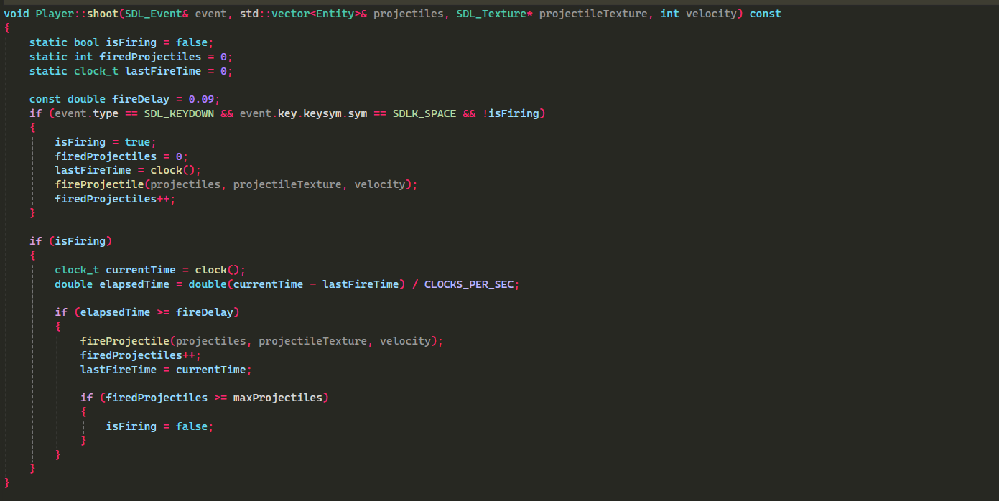 void Player::shoot(SDL_Event& event, std::vector<Entity>& projectiles, SDL_Texture* projectileTexture, int velocity) const
{
    static bool isFiring = false;
    static int firedProjectiles = 0;
    static clock_t lastFireTime = 0;

    const double fireDelay = 0.09;
    if (event.type == SDL_KEYDOWN && event.key.keysym.sym == SDLK_SPACE && !isFiring)
    {
        isFiring = true;
        firedProjectiles = 0;
        lastFireTime = clock();
        fireProjectile(projectiles, projectileTexture, velocity);
        firedProjectiles++;
    }

    if (isFiring)
    {
        clock_t currentTime = clock();
        double elapsedTime = double(currentTime - lastFireTime) / CLOCKS_PER_SEC;

        if (elapsedTime >= fireDelay)
        {
            fireProjectile(projectiles, projectileTexture, velocity);
            firedProjectiles++;
            lastFireTime = currentTime;

            if (firedProjectiles >= maxProjectiles)
            {
                isFiring = false;
            }
        }
    }
}